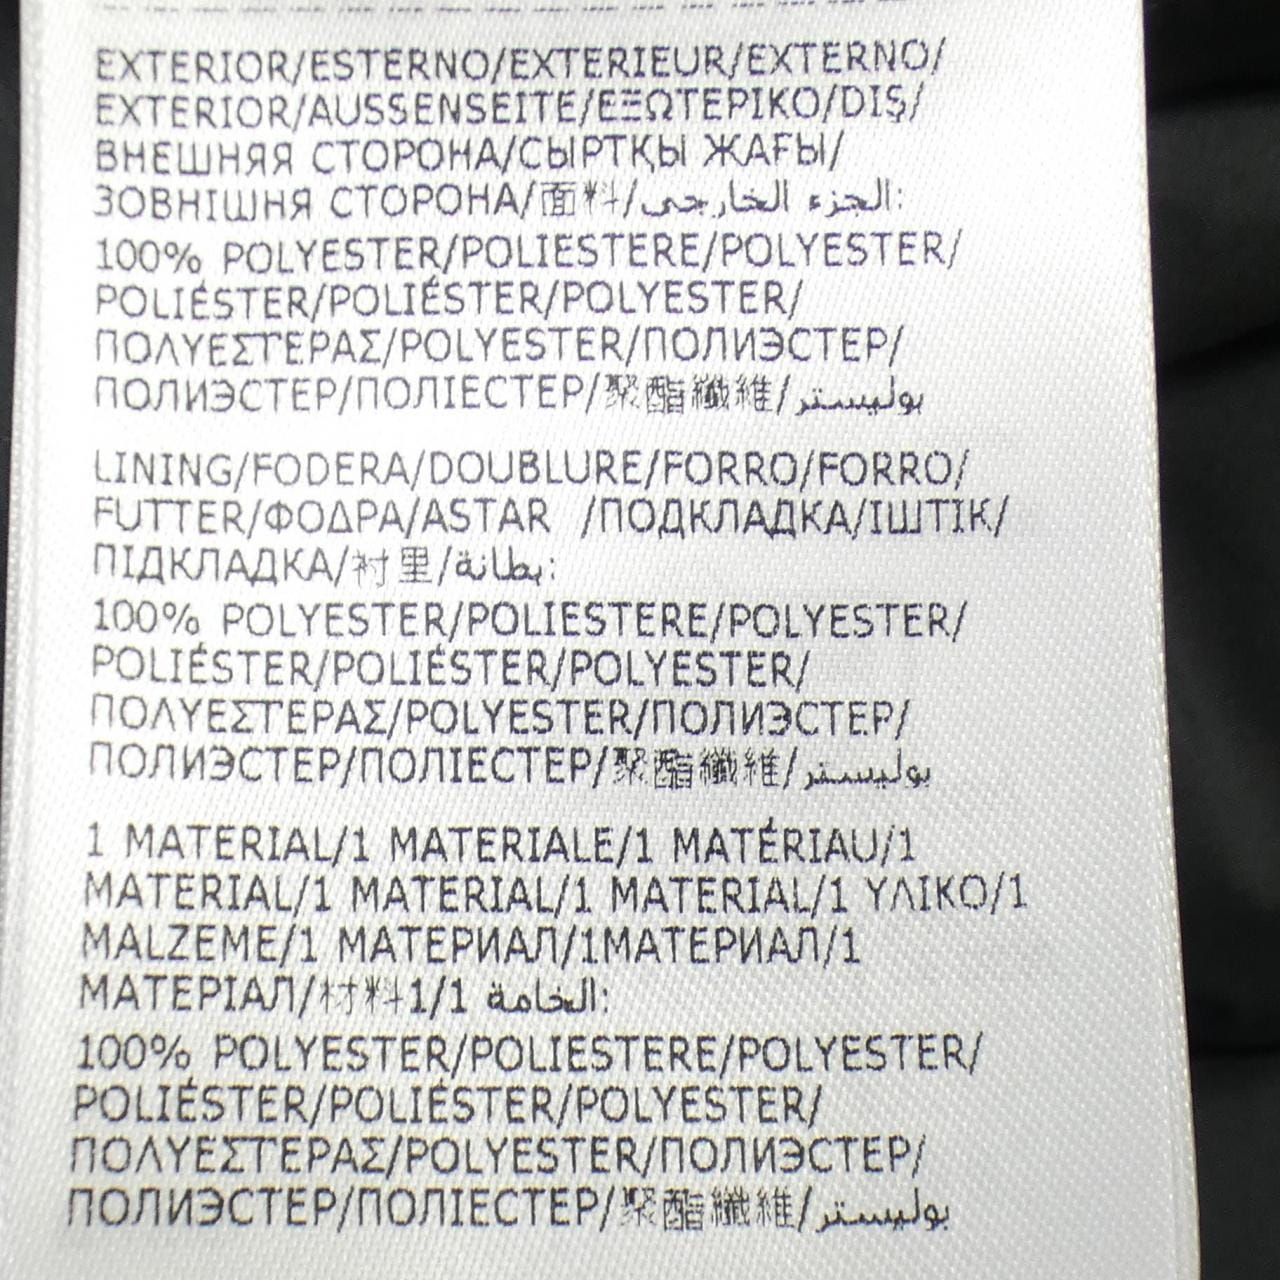 EXTERIOR/ESTERNO/EXTERIEUR/EXTERNO/
EXTERIOR/AUSSENSEITE/ΕΞΩΤΕΡΙΚΟ/DIŞ/
ВНЕШНЯЯ СТОРОНА/СЫРТҚЫ ЖАҒЫ/
ЗОВНІШНЯ СТОРОНА/面料/الجزء الخارجي:
100% POLYESTER/POLIESTERE/POLYESTER/
POLIÉSTER/POLIÉSTER/POLYESTER/
ΠΟΛΥΕΣΤΕΡΑΣ/POLYESTER/ПОЛИЭСТЕР/
ПОЛИЭСТЕР/ПОЛІЕСТЕР/聚酯纖維/بوليستر
LINING/FODERA/DOUBLURE/FORRO/FORRO/
FUTTER/ΦΟΔΡΑ/ASTAR /ПОДКЛАДКА/ІШТІК/
ПІДКЛАДКА/衬里/بطانة:
100% POLYESTER/POLIESTERE/POLYESTER/
POLIÉSTER/POLIÉSTER/POLYESTER/
ΠΟΛΥΕΣΤΕΡΑΣ/POLYESTER/ПОЛИЭСТЕР/
ПОЛИЭСТЕР/ПОЛІЕСТЕР/聚酯纖維/بوليستر
1 MATERIAL/1 MATERIALE/1 MATÉRIAU/1
MATERIAL/1 MATERIAL/1 MATERIAL/1 ΥΛΙΚΟ/1
MALZEME/1 МАТЕРИАЛ/1МАТЕРИАЛ/1
МАТЕРІАЛ/材料1/1 الخامة:
100% POLYESTER/POLIESTERE/POLYESTER/
POLIÉSTER/POLIÉSTER/POLYESTER/
ΠΟΛΥΕΣΤΕΡΑΣ/POLYESTER/ПОЛИЭСТЕР/
ПОЛИЭСТЕР/ПОЛІЕСТЕР/聚酯纖維/بوليستر